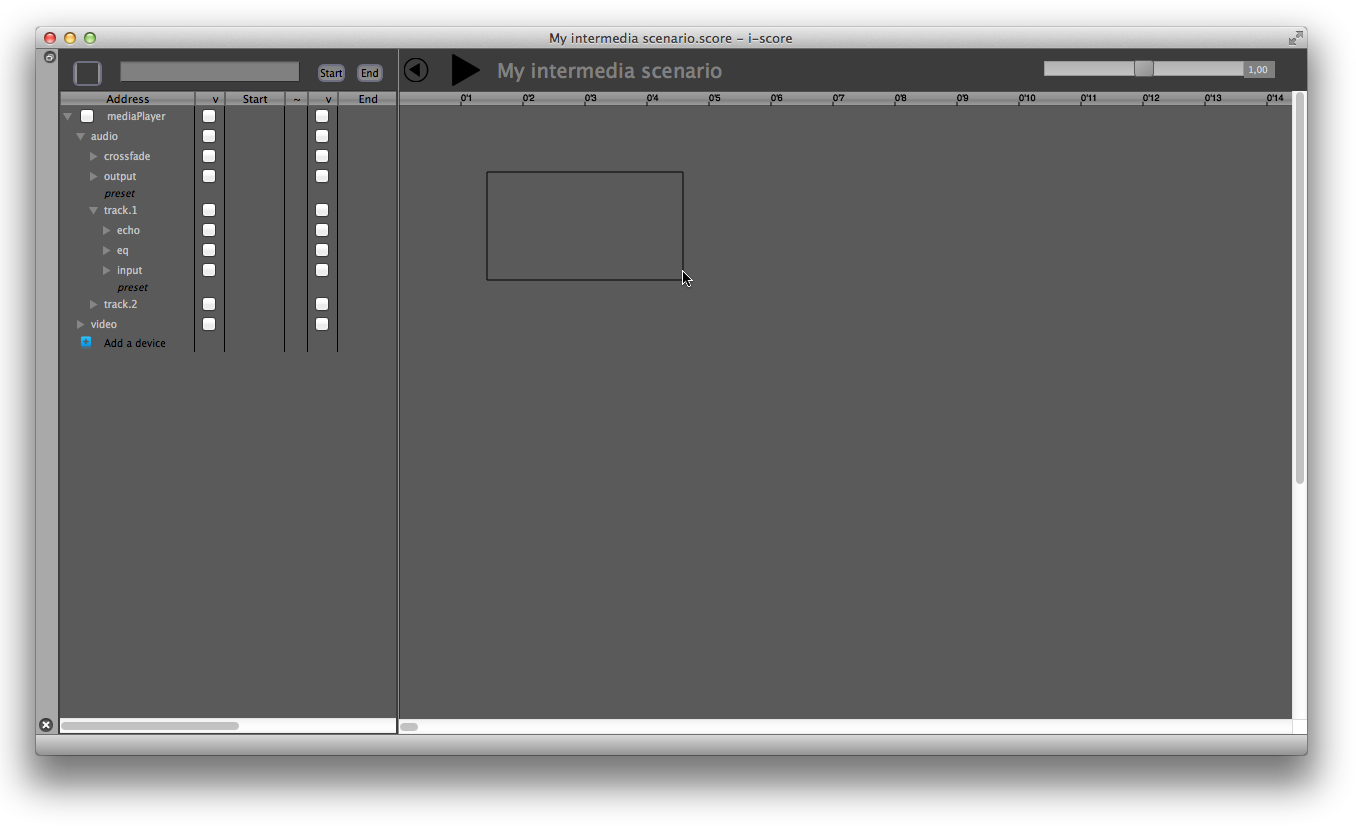 My intermedia scenario.score – i-score
Start End My intermedia scenario 1,00
Address v Start ~ v End 0'1 0'2 0'3 0'4 0'5 0'6 0'7 0'8 0'9 0'10 0'11 0'12 0'13 0'14
mediaPlayer
audio
crossfade
output
preset
track.1
echo
eq
input
preset
track.2
video
Add a device